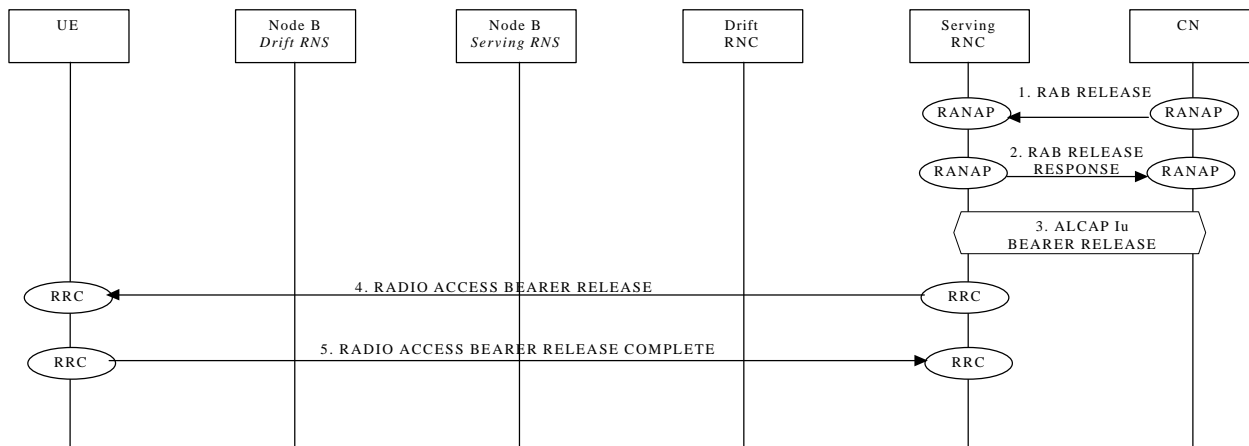 UE
Node B
Drift RNS
Node B
Serving RNS
Drift
RNC
Serving
RNC
CN
1. RAB RELEASE
RANAP
RANAP
2. RAB RELEASE
RESPONSE
RANAP
RANAP
3. ALCAP Iu
BEARER RELEASE
4. RADIO ACCESS BEARER RELEASE
RRC
RRC
5. RADIO ACCESS BEARER RELEASE COMPLETE
RRC
RRC